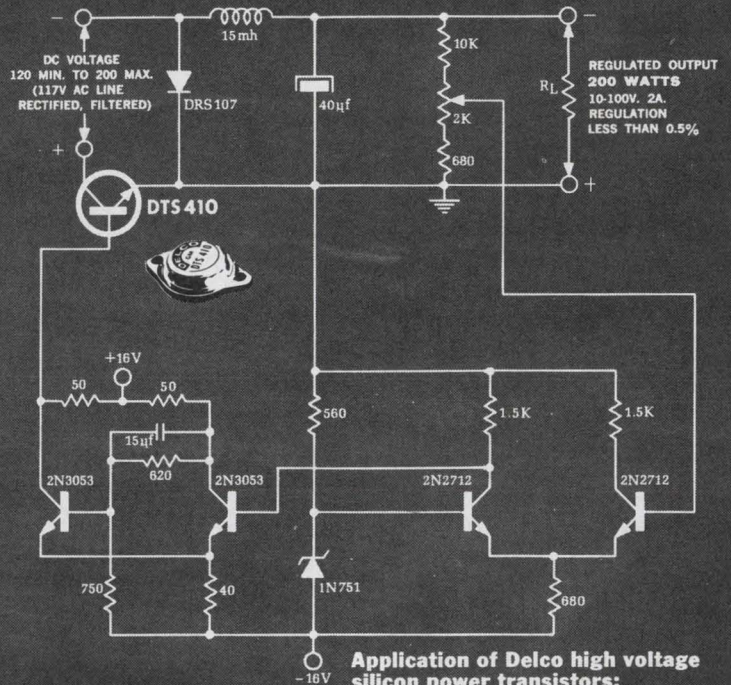 −
15mh
−
DC VOLTAGE
120 MIN. TO 200 MAX.
(117V AC LINE
RECTIFIED, FILTERED)
DRS107
40µf
10K
2K
680
RL
REGULATED OUTPUT
200 WATTS
10-100V. 2A.
REGULATION
LESS THAN 0.5%
+
+
DTS 410
DELCO
DTS 410
+16V
50
50
15µf
620
560
1.5K
1.5K
2N3053
2N3053
2N2712
2N2712
750
40
1N751
680
−16V
Application of Delco high voltage
silicon power transistors: